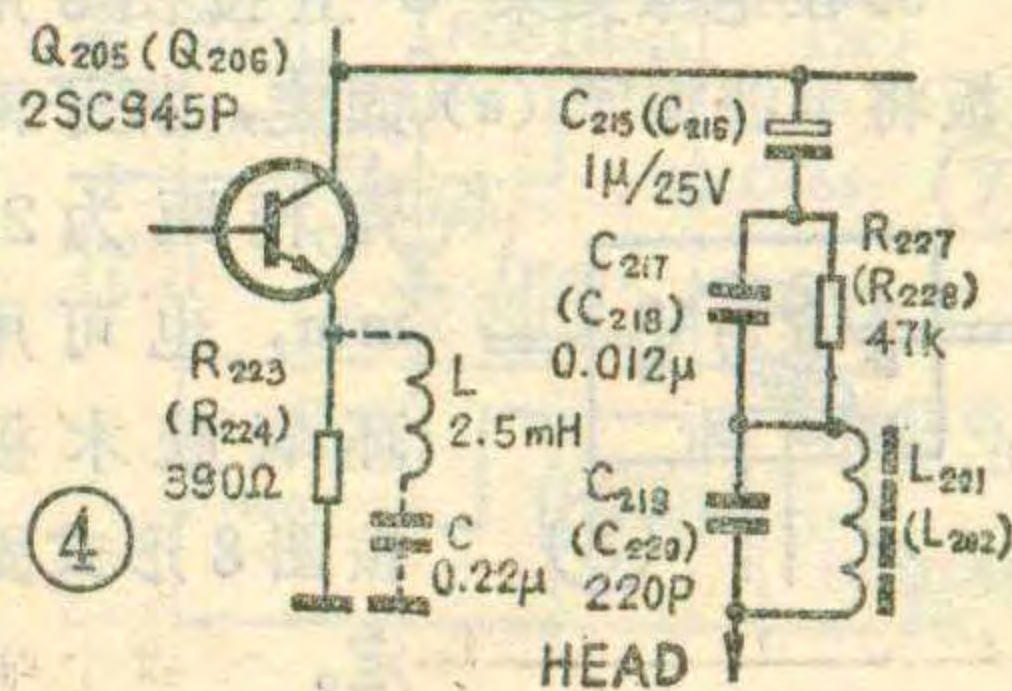 Q205 (Q206)
2SC945P
C215(C216)
1μ/25V
C217
(C218)
0.012μ
R227
(R228)
47k
R223
(R224)
390Ω
L
2.5mH
C
0.22μ
C219
(C220)
220P
L201
(L202)
④
HEAD